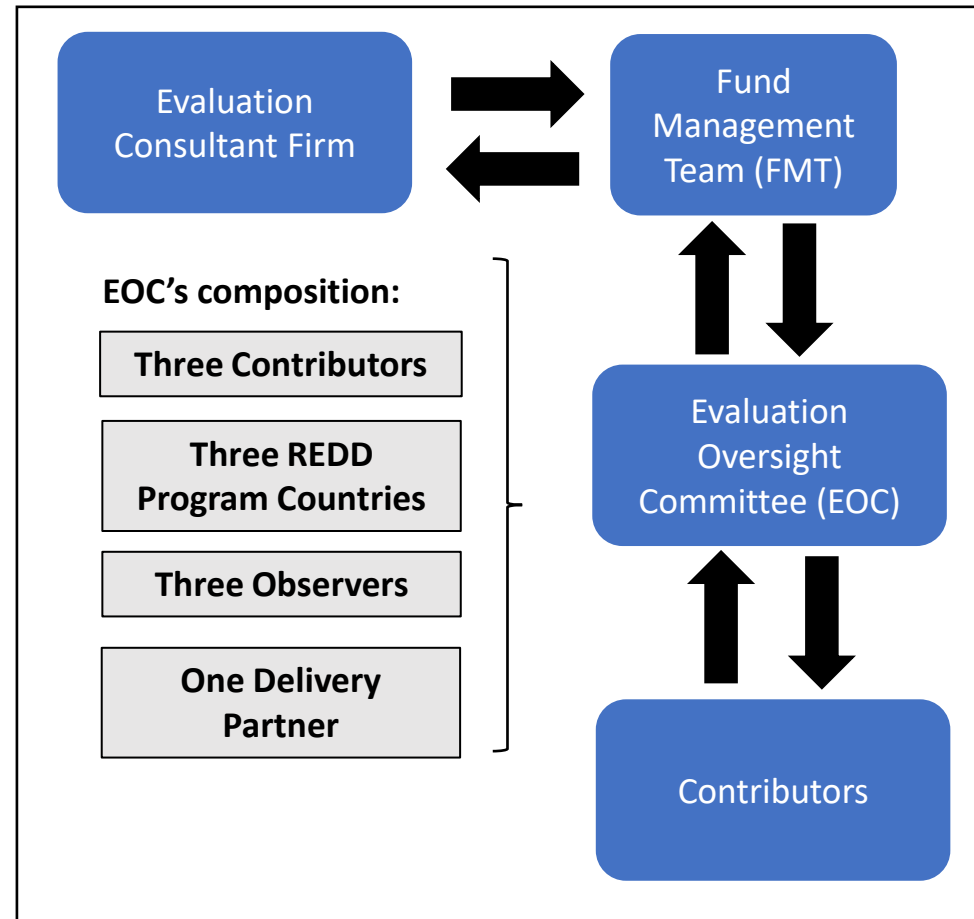 Evaluation
Consultant Firm
Fund
Management
Team (FMT)
EOC’s composition:
Three Contributors
Three REDD
Program Countries
Three Observers
One Delivery
Partner
Evaluation
Oversight
Committee (EOC)
Contributors